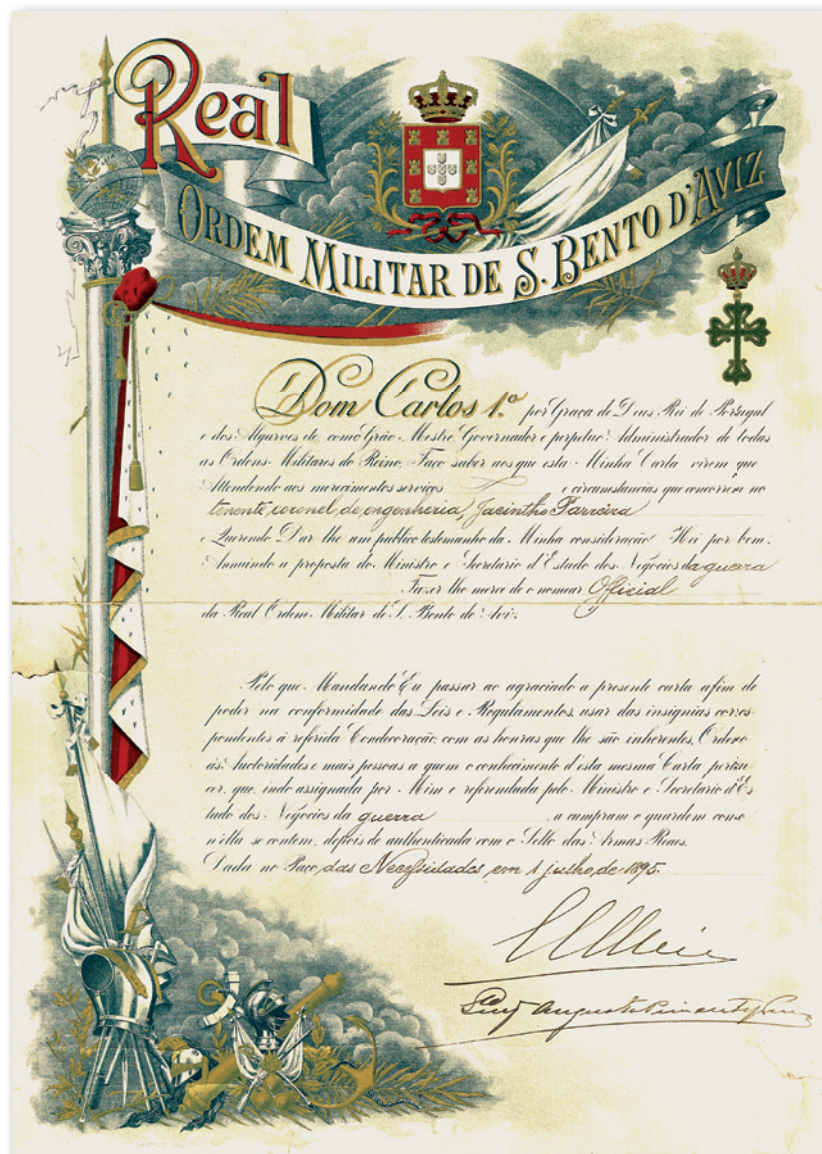 Real
ORDEM MILITAR DE S. BENTO D'AVIZ
Dom Carlos 1.º por Graça de Deus Rei de Portugal
e dos Algarves etc. como Grão-Mestre Governador e perpetuo Administrador de todas
as Ordens Militares do Reino, Faço saber aos que esta Minha Carta virem que
Attendendo aos merecimentos serviços e circumstancias que concorrem no
tenente coronel de engenheria, Jacintho Parreira
e Querendo Dar-lhe um publico testemunho da Minha consideração Hei por bem,
Annuindo a proposta do Ministro e Secretario d'Estado dos Negocios da guerra
Fazer-lhe mercê de o nomear Official
da Real Ordem Militar de S. Bento de Aviz.
Pelo que Mandando Eu passar ao agraciado a presente carta afim de
poder na conformidade das Leis e Regulamentos, usar das insignias corres-
pondentes á referida Condecoração, com as honras que lhe são inherentes, Ordeno
ás Auctoridades e mais pessoas a quem o conhecimento d'esta mesma Carta perten-
cer, que, indo assignada por Mim e referendada pelo Ministro e Secretario d'Es-
tado dos Negocios da guerra a cumpram e guardem como
n'ella se contem, depois de authenticada com o Sello das Armas Reaes.
Dada no Paço das Necessidades em 1 julho de 1895.
Augusto Pimentel